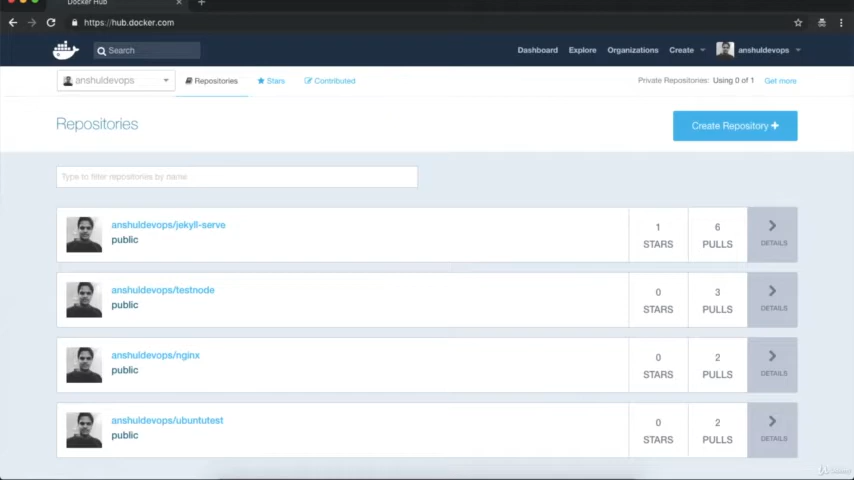 Docker Hub
https://hub.docker.com
Search
Dashboard Explore Organizations Create anshuldevops
anshuldevops Repositories Stars Contributed Private Repositories: Using 0 of 1 Get more
Repositories
Create Repository
Type to filter repositories by name
anshuldevops/jekyll-serve
public
1 STARS
6 PULLS
DETAILS
anshuldevops/testnode
public
0 STARS
3 PULLS
DETAILS
anshuldevops/nginx
public
0 STARS
2 PULLS
DETAILS
anshuldevops/ubuntutest
public
0 STARS
2 PULLS
DETAILS